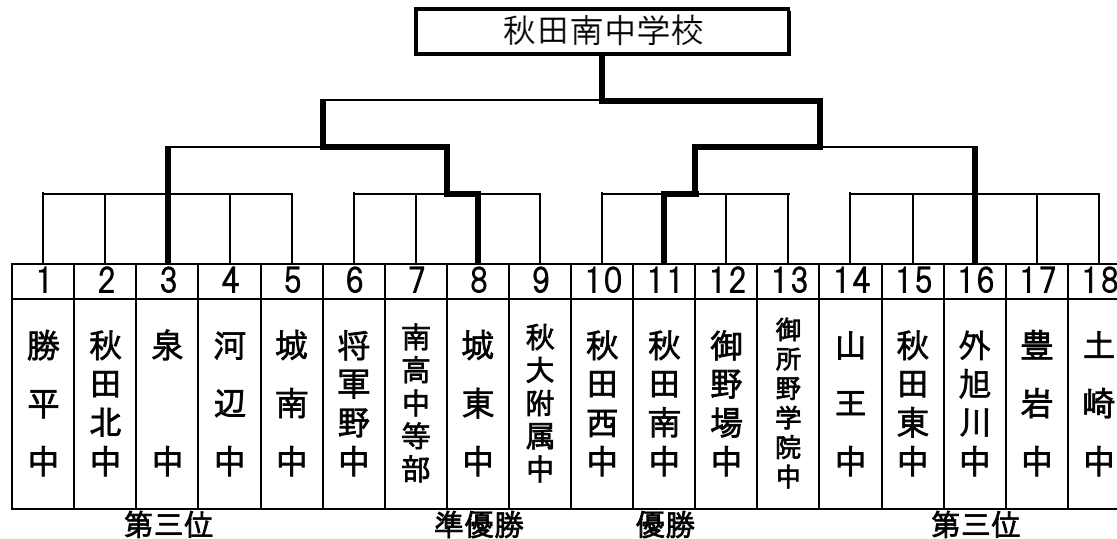 秋田南中学校
1 2 3 4 5 6 7 8 9 10 11 12 13 14 15 16 17 18
勝平中
秋田北中
泉中
河辺中
城南中
将軍野中
南高中等部
城東中
秋大附属中
秋田西中
秋田南中
御野場中
御所野学院中
山王中
秋田東中
外旭川中
豊岩中
土崎中
第三位 準優勝 優勝 第三位